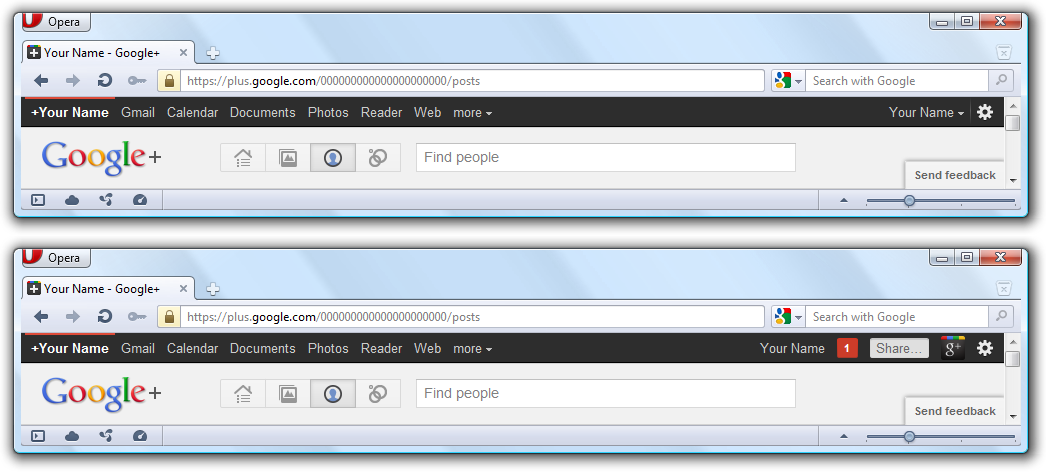 Opera
Your Name - Google+
https://plus.google.com/000000000000000000000/posts Search with Google
+Your Name Gmail Calendar Documents Photos Reader Web more Your Name
Google+ Find people
Send feedback
Opera
Your Name - Google+
https://plus.google.com/000000000000000000000/posts Search with Google
+Your Name Gmail Calendar Documents Photos Reader Web more Your Name 1 Share... g+
Google+ Find people
Send feedback